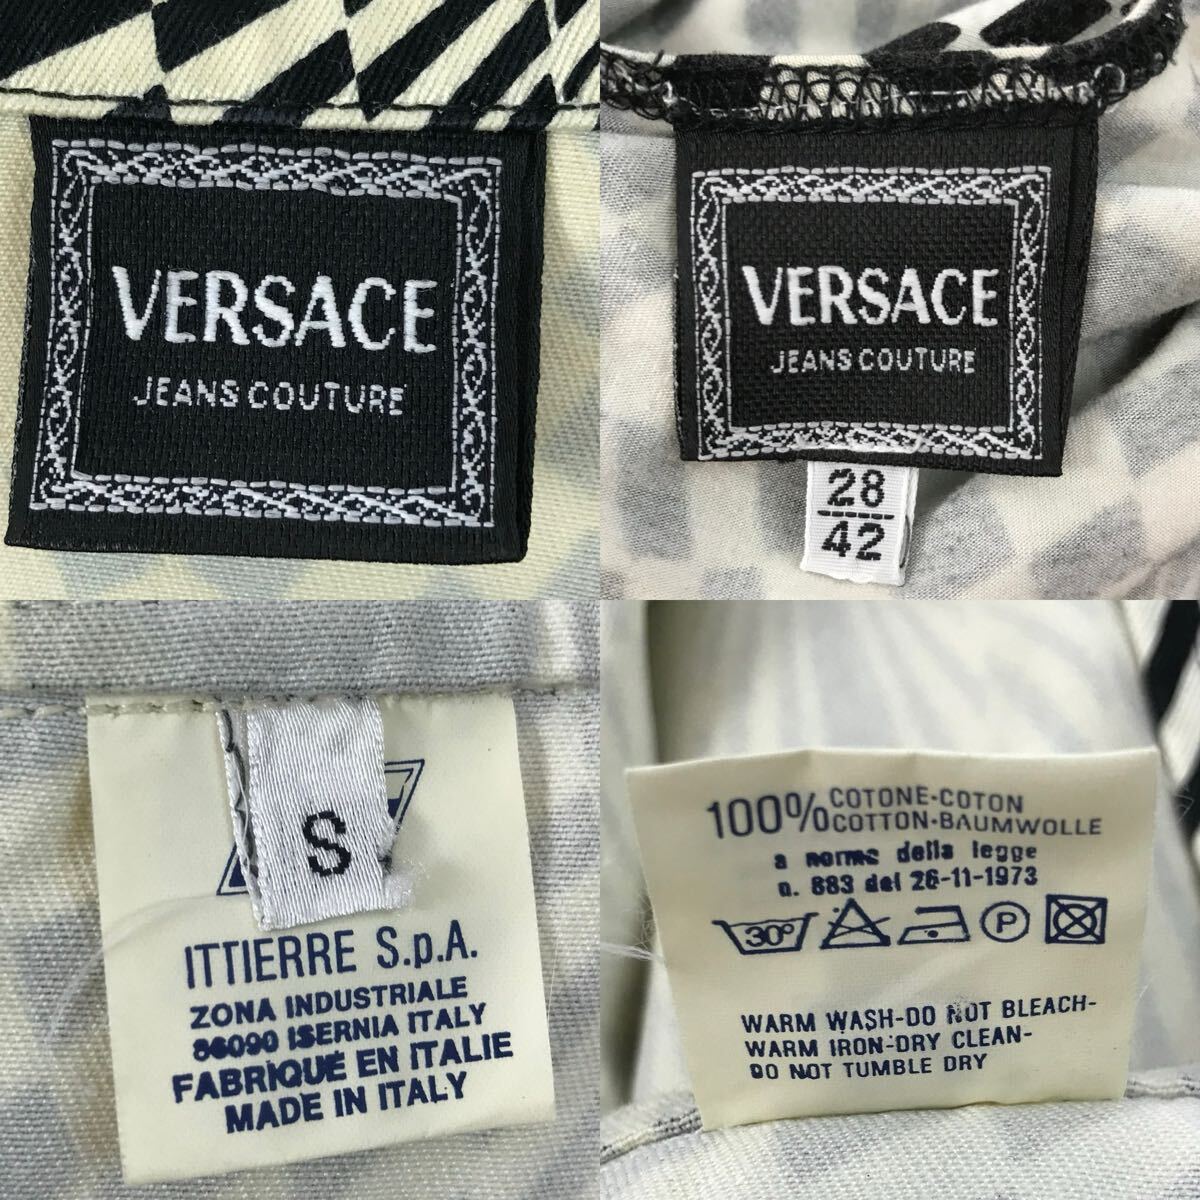 VERSACE
JEANS COUTURE
VERSACE
JEANS COUTURE
28
42
S
ITTIERRE S.p.A.
ZONA INDUSTRIALE
86090 ISERNIA ITALY
FABRIQUÉ EN ITALIE
MADE IN ITALY
100% COTONE-COTON
COTTON-BAUMWOLLE
a norma della legge
n. 883 del 26-11-1973
30° P
WARM WASH-DO NOT BLEACH-
WARM IRON-DRY CLEAN-
DO NOT TUMBLE DRY